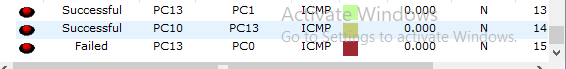 Successful PC13 PC1 ICMP 0.000 N 13
Successful PC10 PC13 ICMP 0.000 N 14
Failed PC13 PC0 ICMP 0.000 N 15
Activate Windows
Go to Settings to activate Windows.